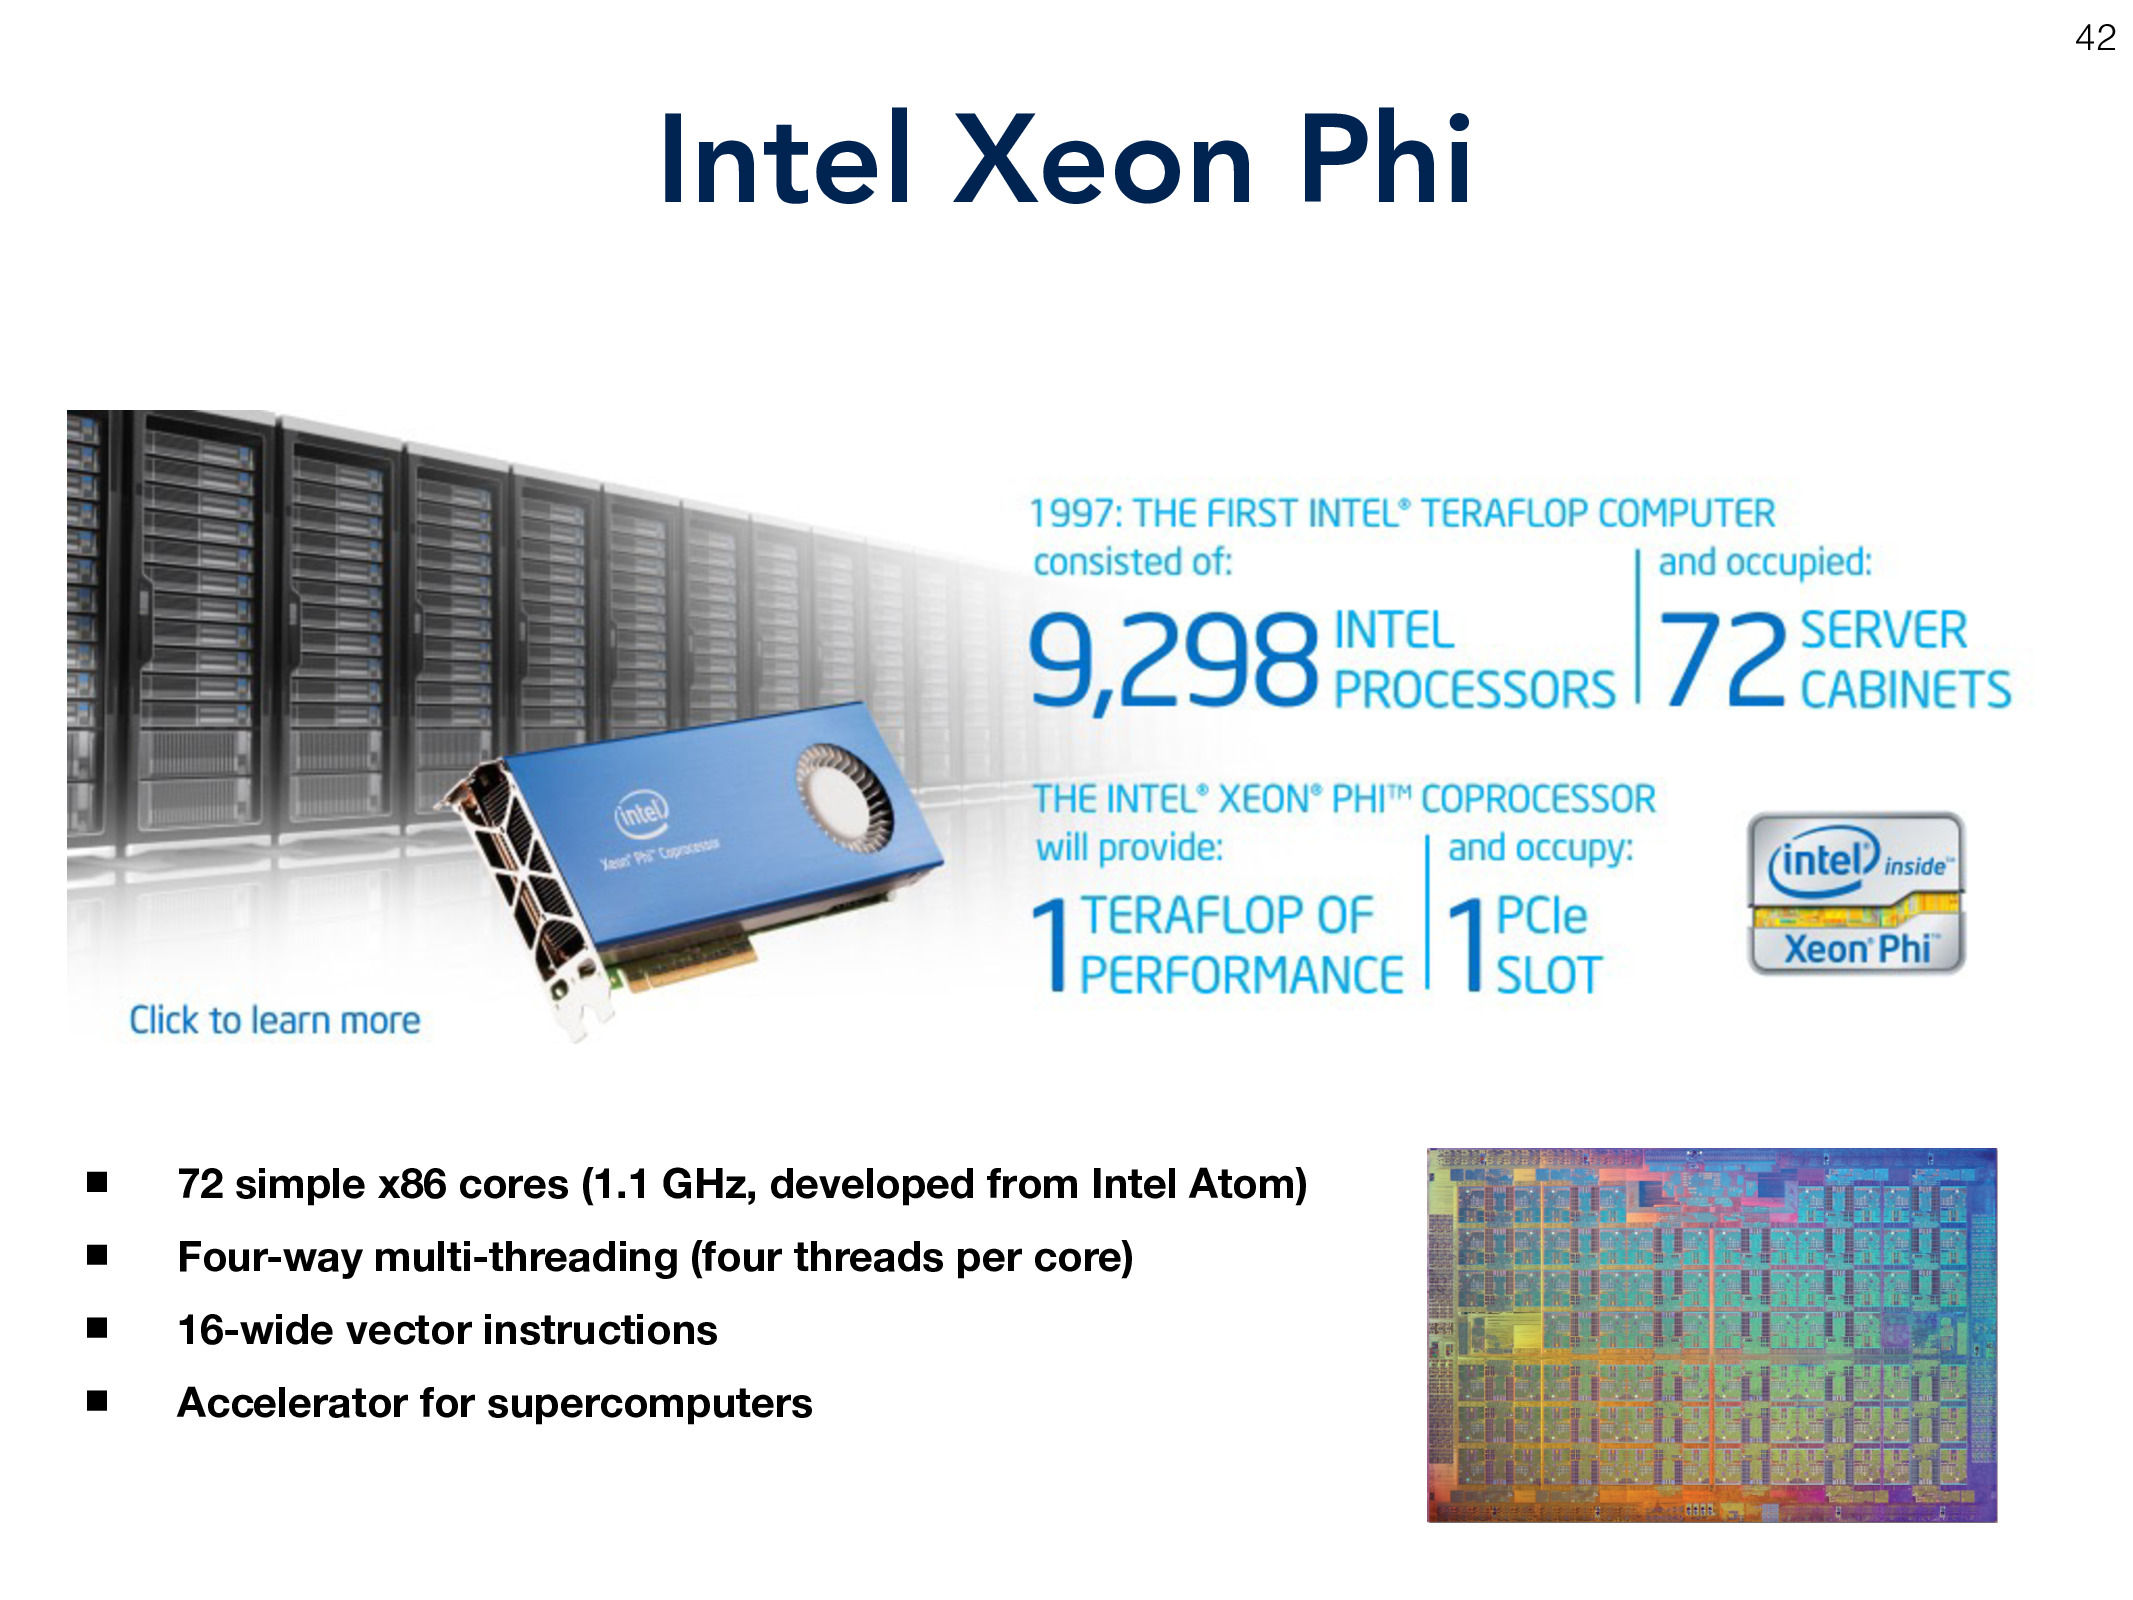 42
Intel Xeon Phi
1997: THE FIRST INTEL® TERAFLOP COMPUTER
consisted of:
and occupied:
9,298 INTEL PROCESSORS
72 SERVER CABINETS
THE INTEL® XEON® PHI™ COPROCESSOR
will provide:
and occupy:
1 TERAFLOP OF PERFORMANCE
1 PCIe SLOT
(intel)
Xeon® Phi™ Coprocessor
(intel) inside™
Xeon® Phi™
Click to learn more
■ 72 simple x86 cores (1.1 GHz, developed from Intel Atom)
■ Four-way multi-threading (four threads per core)
■ 16-wide vector instructions
■ Accelerator for supercomputers